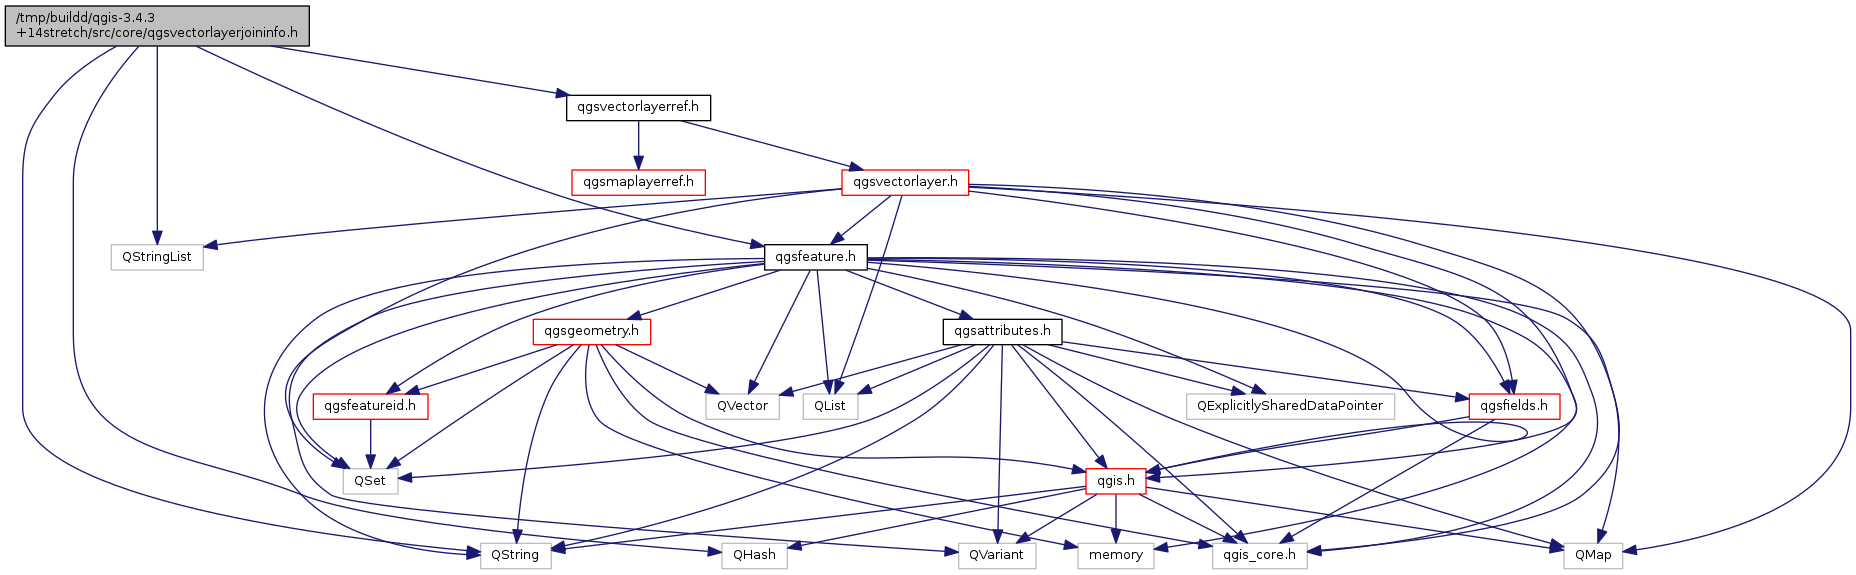 /tmp/buildd/qgis-3.4.3
+14stretch/src/core/qgsvectorlayerjoininfo.h
qgsvectorlayerref.h
qgsmaplayerref.h
qgsvectorlayer.h
QStringList
qgsfeature.h
qgsgeometry.h
qgsattributes.h
qgsfeatureid.h
QVector
QList
QExplicitlySharedDataPointer
qgsfields.h
QSet
qgis.h
QString
QHash
QVariant
memory
qgis_core.h
QMap